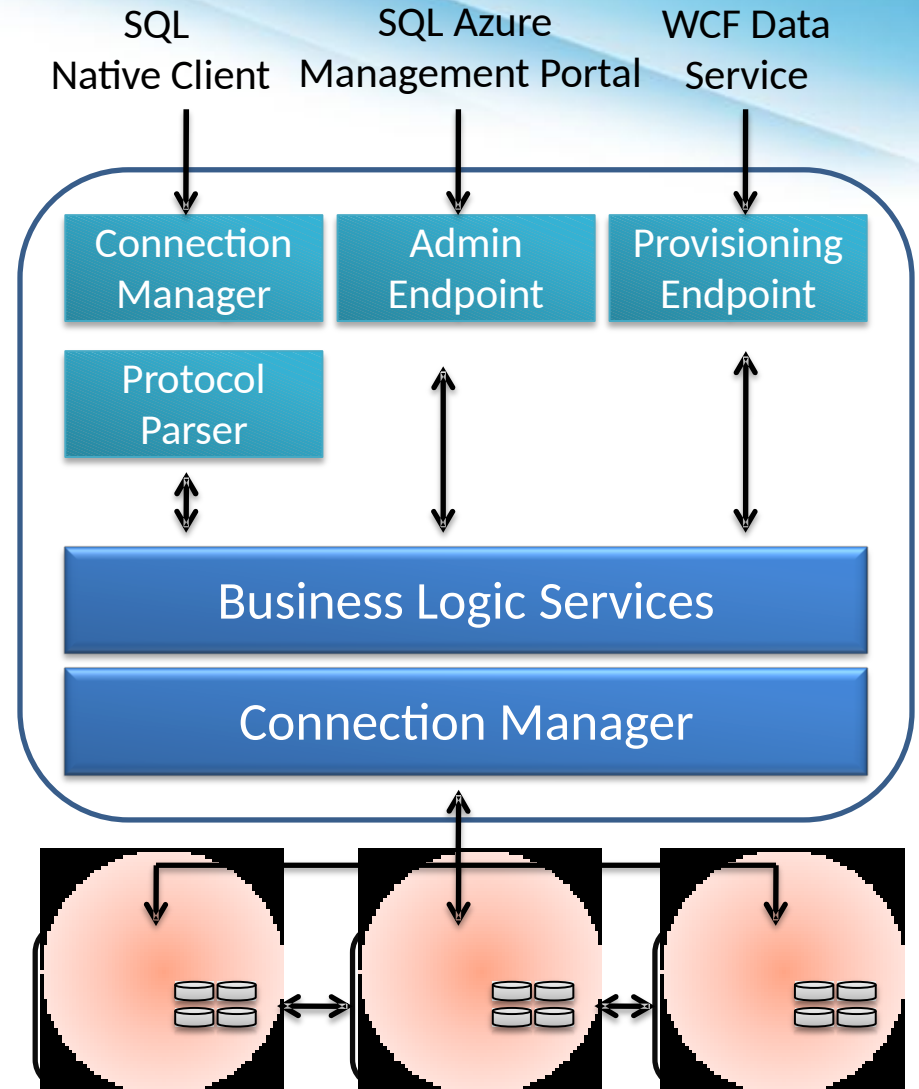 SQL
Native Client
SQL Azure
Management Portal
WCF Data
Service
Connection
Manager
Admin
Endpoint
Provisioning
Endpoint
Protocol
Parser
Business Logic Services
Connection Manager